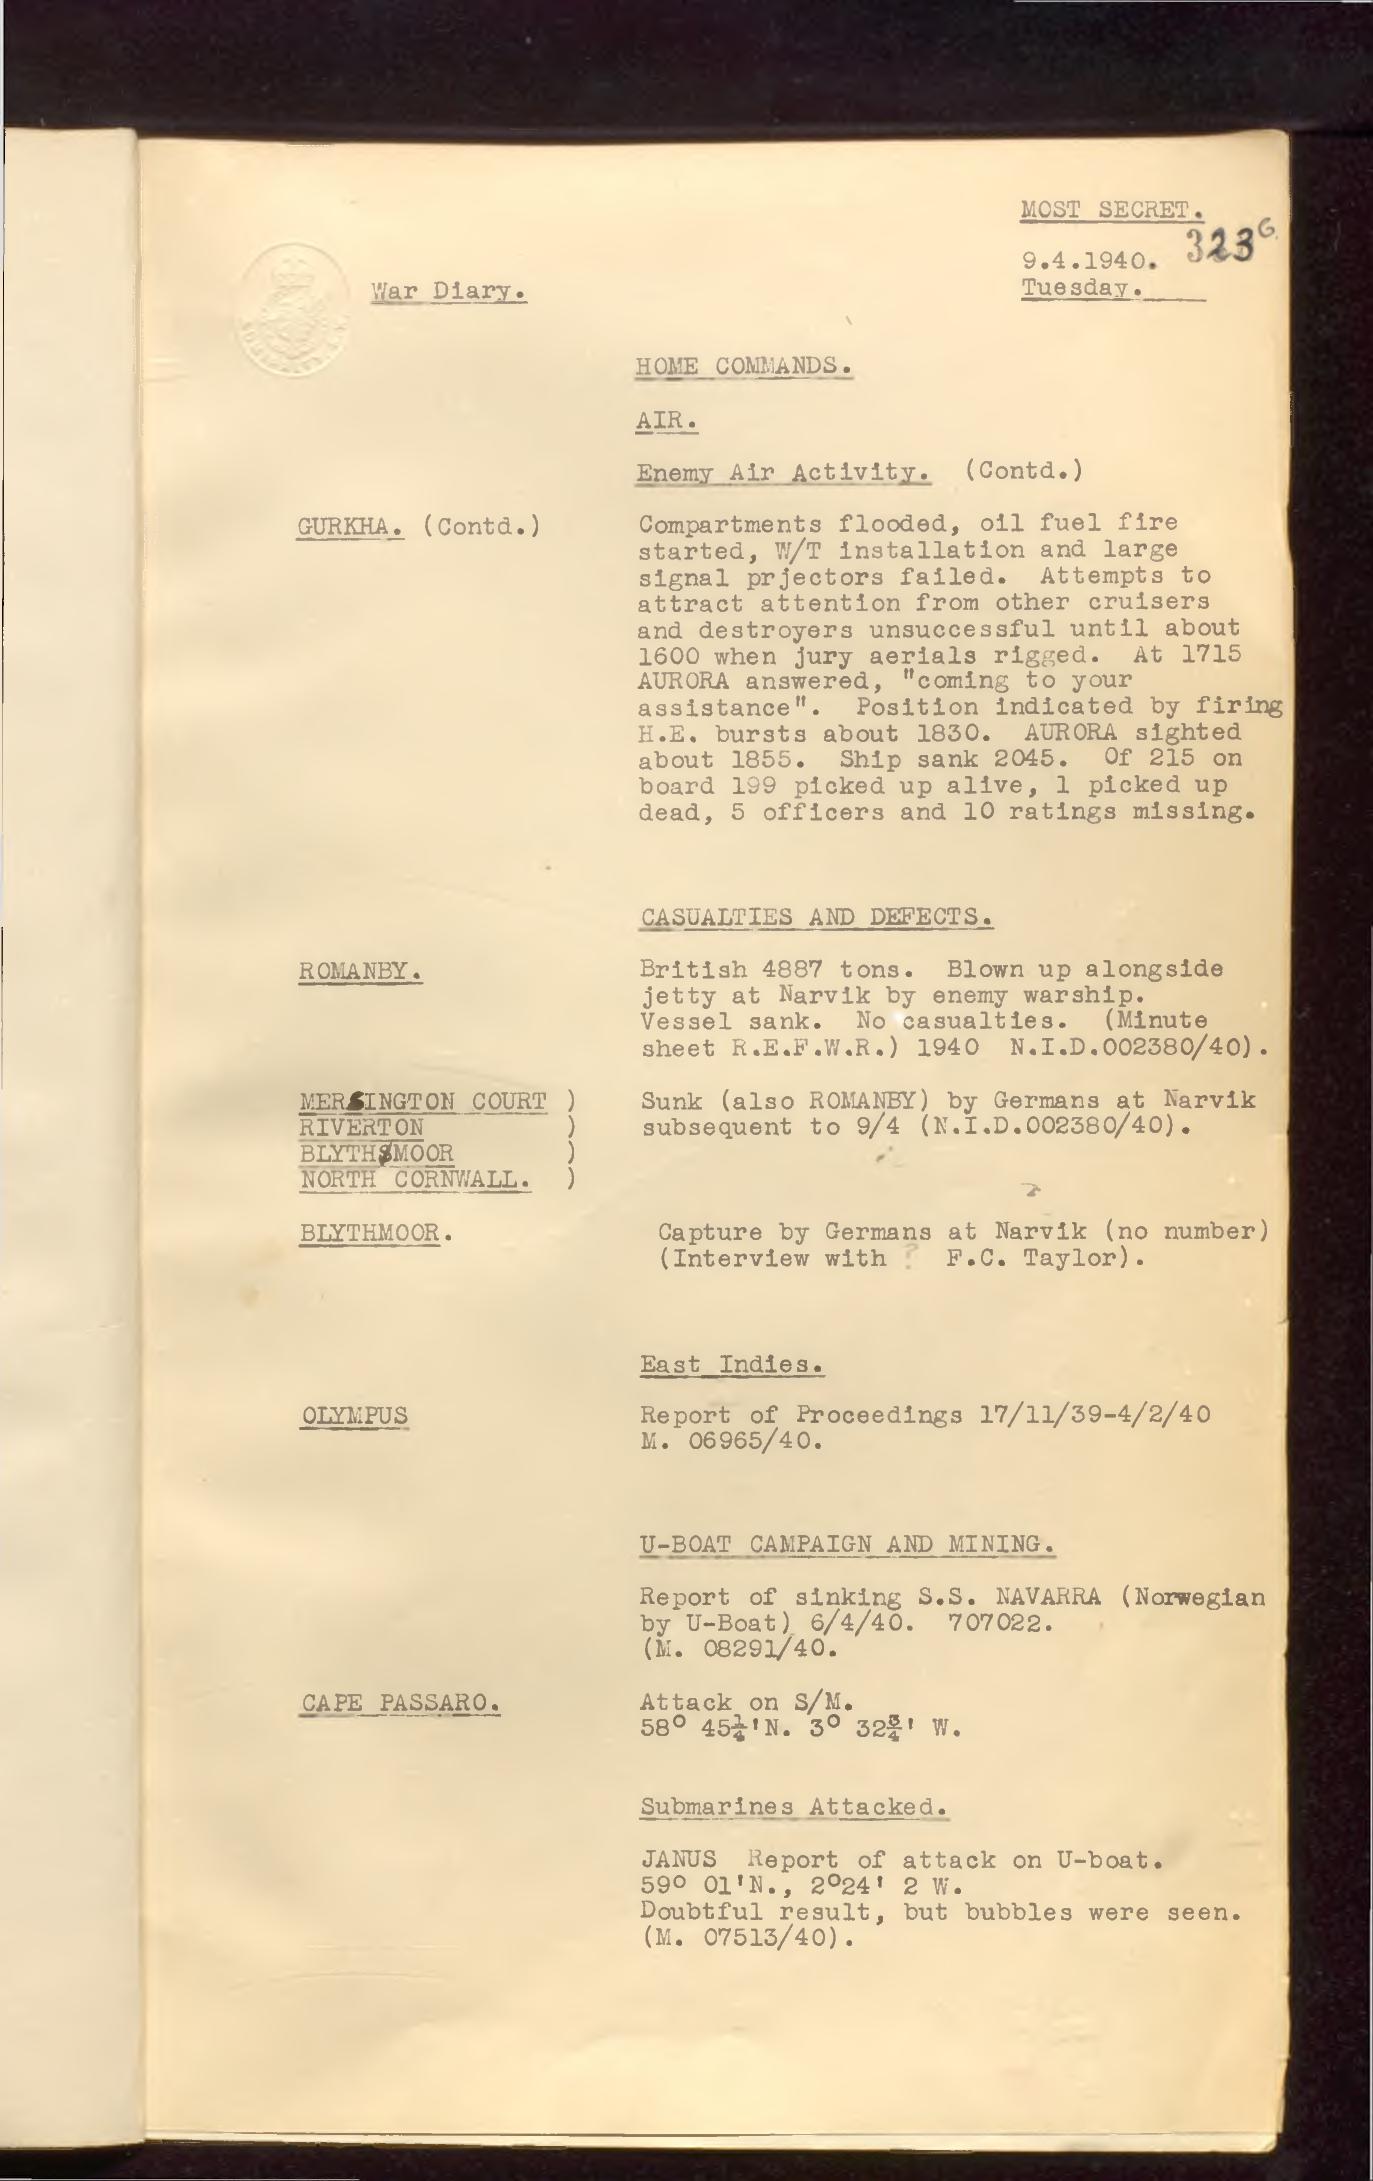 MOST SECRET.
323 G.
9.4.1940.
Tuesday.
War Diary.
HOME COMMANDS.
AIR.
Enemy Air Activity. (Contd.)
GURKHA. (Contd.)
Compartments flooded, oil fuel fire
started, W/T installation and large
signal prjectors failed. Attempts to
attract attention from other cruisers
and destroyers unsuccessful until about
1600 when jury aerials rigged. At 1715
AURORA answered, "coming to your
assistance". Position indicated by firing
H.E. bursts about 1830. AURORA sighted
about 1855. Ship sank 2045. Of 215 on
board 199 picked up alive, 1 picked up
dead, 5 officers and 10 ratings missing.
CASUALTIES AND DEFECTS.
ROMANBY.
British 4887 tons. Blown up alongside
jetty at Narvik by enemy warship.
Vessel sank. No casualties. (Minute
sheet R.E.F.W.R.) 1940 N.I.D.002380/40).
MERSINGTON COURT )
RIVERTON )
BLYTHMOOR )
NORTH CORNWALL. )
Sunk (also ROMANBY) by Germans at Narvik
subsequent to 9/4 (N.I.D.002380/40).
BLYTHMOOR.
Capture by Germans at Narvik (no number)
(Interview with ? F.C. Taylor).
East Indies.
OLYMPUS
Report of Proceedings 17/11/39-4/2/40
M. 06965/40.
U-BOAT CAMPAIGN AND MINING.
Report of sinking S.S. NAVARRA (Norwegian
by U-Boat) 6/4/40. 707022.
(M. 08291/40.
CAPE PASSARO.
Attack on S/M.
58° 45¼'N. 3° 32¾' W.
Submarines Attacked.
JANUS Report of attack on U-boat.
59° 01'N., 2°24' 2 W.
Doubtful result, but bubbles were seen.
(M. 07513/40).